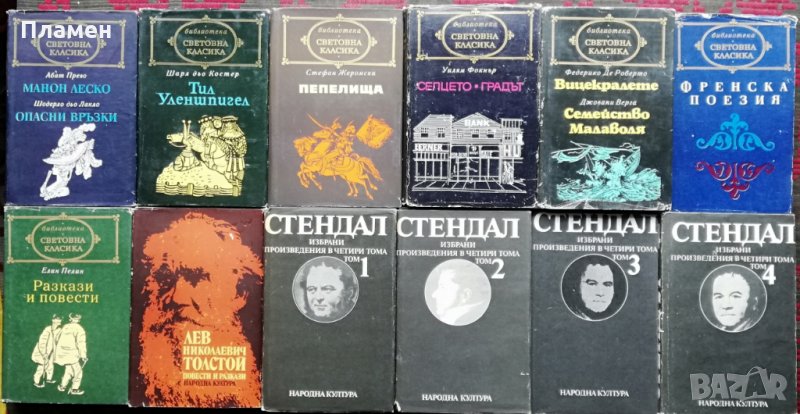 Пламен
библиотека
СВЕТОВНА
КЛАСИКА
Абат Прево
МАНОН ЛЕСКО
Шодерло дьо Лакло
ОПАСНИ ВРЪЗКИ
библиотека
СВЕТОВНА
КЛАСИКА
Шарл дьо Костер
Тил
Уленшпигел
библиотека
СВЕТОВНА
КЛАСИКА
Стефан Жеромски
ПЕПЕЛИЩА
библиотека
СВЕТОВНА
КЛАСИКА
Уилям Фокнър
СЕЛЦЕТО • ГРАДЪТ
BANK
библиотека
СВЕТОВНА
КЛАСИКА
Федерико Де Роберто
Вицекралете
Джовани Верга
Семейство
Малаволя
библиотека
СВЕТОВНА
КЛАСИКА
ФРЕНСКА
ПОЕЗИЯ
библиотека
СВЕТОВНА
КЛАСИКА
Елин Пелин
Разкази
и повести
ЛЕВ
НИКОЛАЕВИЧ
ТОЛСТОЙ
ПОВЕСТИ И РАЗКАЗИ
НАРОДНА КУЛТУРА
СТЕНДАЛ
ИЗБРАНИ
ПРОИЗВЕДЕНИЯ В ЧЕТИРИ ТОМА
ТОМ 1
НАРОДНА КУЛТУРА
СТЕНДАЛ
ИЗБРАНИ
ПРОИЗВЕДЕНИЯ В ЧЕТИРИ ТОМА
ТОМ 2
НАРОДНА КУЛТУРА
СТЕНДАЛ
ИЗБРАНИ
ПРОИЗВЕДЕНИЯ В ЧЕТИРИ ТОМА
ТОМ 3
НАРОДНА КУЛТУРА
СТЕНДАЛ
ИЗБРАНИ
ПРОИЗВЕДЕНИЯ В ЧЕТИРИ ТОМА
ТОМ 4
НАРОДНА КУЛТУРА
BAZAR